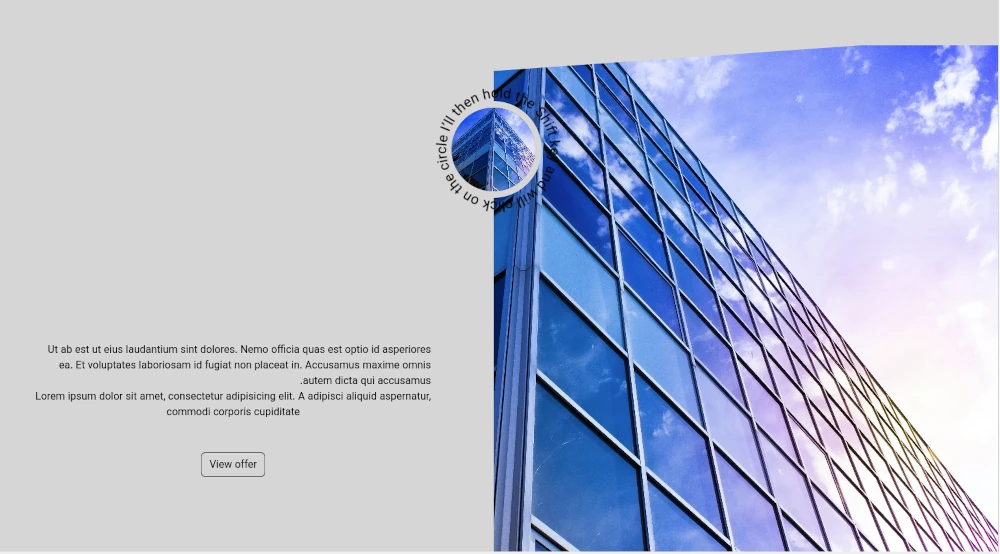 I'll then hold the Shift key and will click on the circle
Ut ab est ut eius laudantium sint dolores. Nemo officia quas est optio id asperiores
ea. Et voluptates laboriosam id fugiat non placeat in. Accusamus maxime omnis
.autem dicta qui accusamus
Lorem ipsum dolor sit amet, consectetur adipisicing elit. A adipisci aliquid aspernatur,
commodi corporis cupiditate
View offer